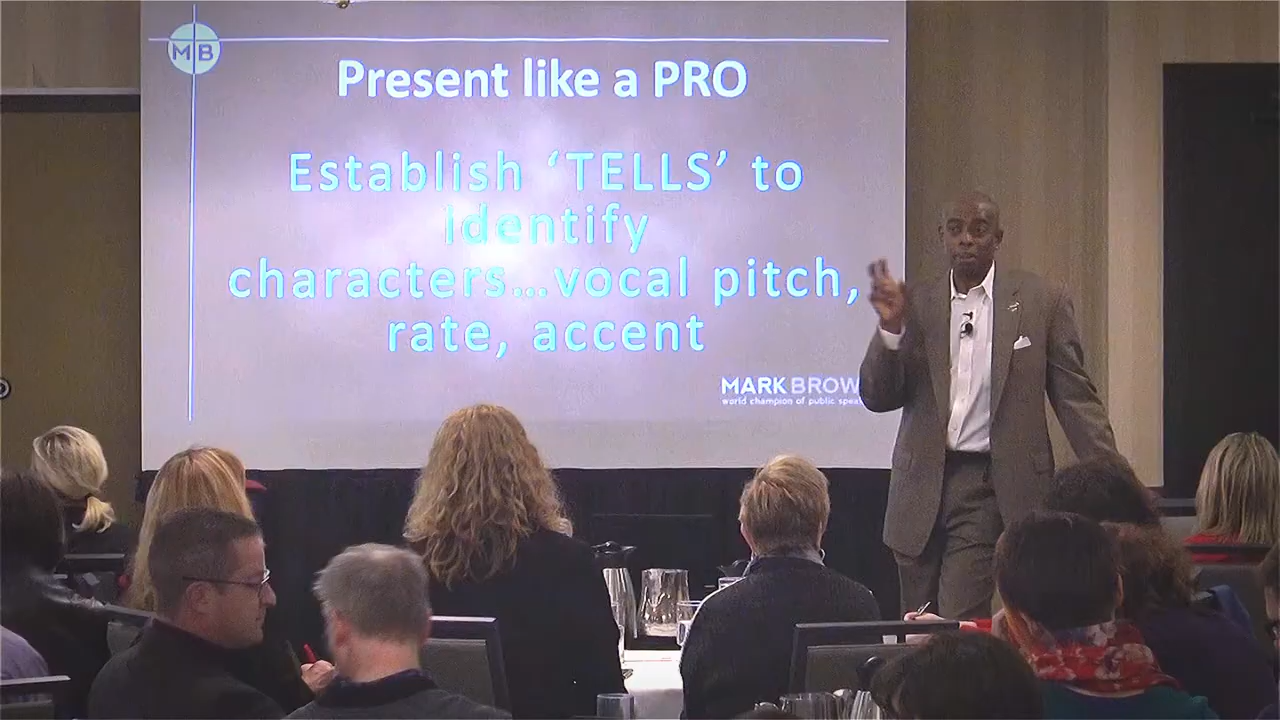 MB
Present like a PRO
Establish ‘TELLS’ to
Identify
characters…vocal pitch,
rate, accent
MARK BROW
world champion of public spea